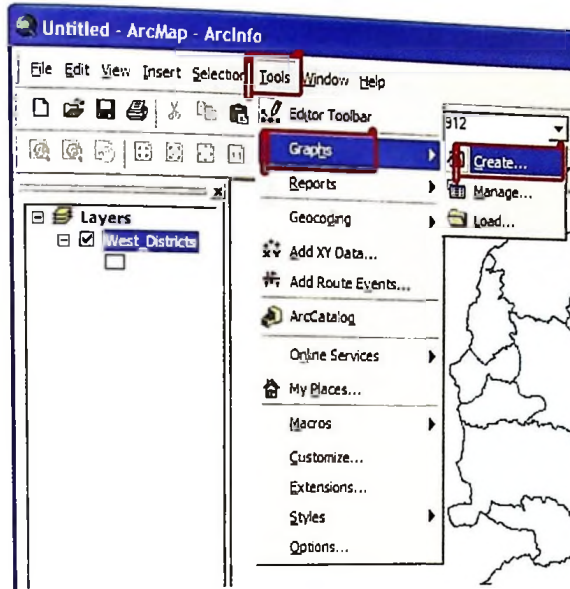 Untitled - ArcMap - ArcInfo
File Edit View Insert Selection Tools Window Help
Editor Toolbar
912
Graphs
Create...
Reports
Manage...
Layers
Geocoding
Load...
West_Districts
Add XY Data...
Add Route Events...
ArcCatalog
Online Services
My Places...
Macros
Customize...
Extensions...
Styles
Options...